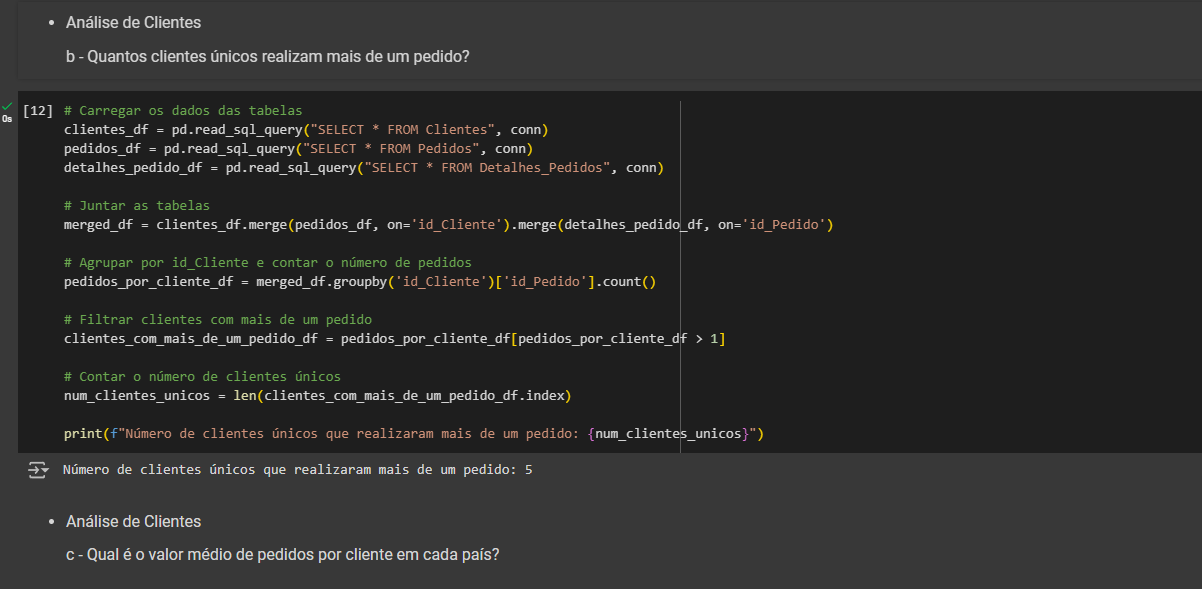 • Análise de Clientes
b - Quantos clientes únicos realizam mais de um pedido?
[12] # Carregar os dados das tabelas
0s
clientes_df = pd.read_sql_query("SELECT * FROM Clientes", conn)
pedidos_df = pd.read_sql_query("SELECT * FROM Pedidos", conn)
detalhes_pedido_df = pd.read_sql_query("SELECT * FROM Detalhes_Pedidos", conn)
# Juntar as tabelas
merged_df = clientes_df.merge(pedidos_df, on='id_Cliente').merge(detalhes_pedido_df, on='id_Pedido')
# Agrupar por id_Cliente e contar o número de pedidos
pedidos_por_cliente_df = merged_df.groupby('id_Cliente')['id_Pedido'].count()
# Filtrar clientes com mais de um pedido
clientes_com_mais_de_um_pedido_df = pedidos_por_cliente_df[pedidos_por_cliente_df > 1]
# Contar o número de clientes únicos
num_clientes_unicos = len(clientes_com_mais_de_um_pedido_df.index)
print(f"Número de clientes únicos que realizaram mais de um pedido: {num_clientes_unicos}")
Número de clientes únicos que realizaram mais de um pedido: 5
• Análise de Clientes
c - Qual é o valor médio de pedidos por cliente em cada país?